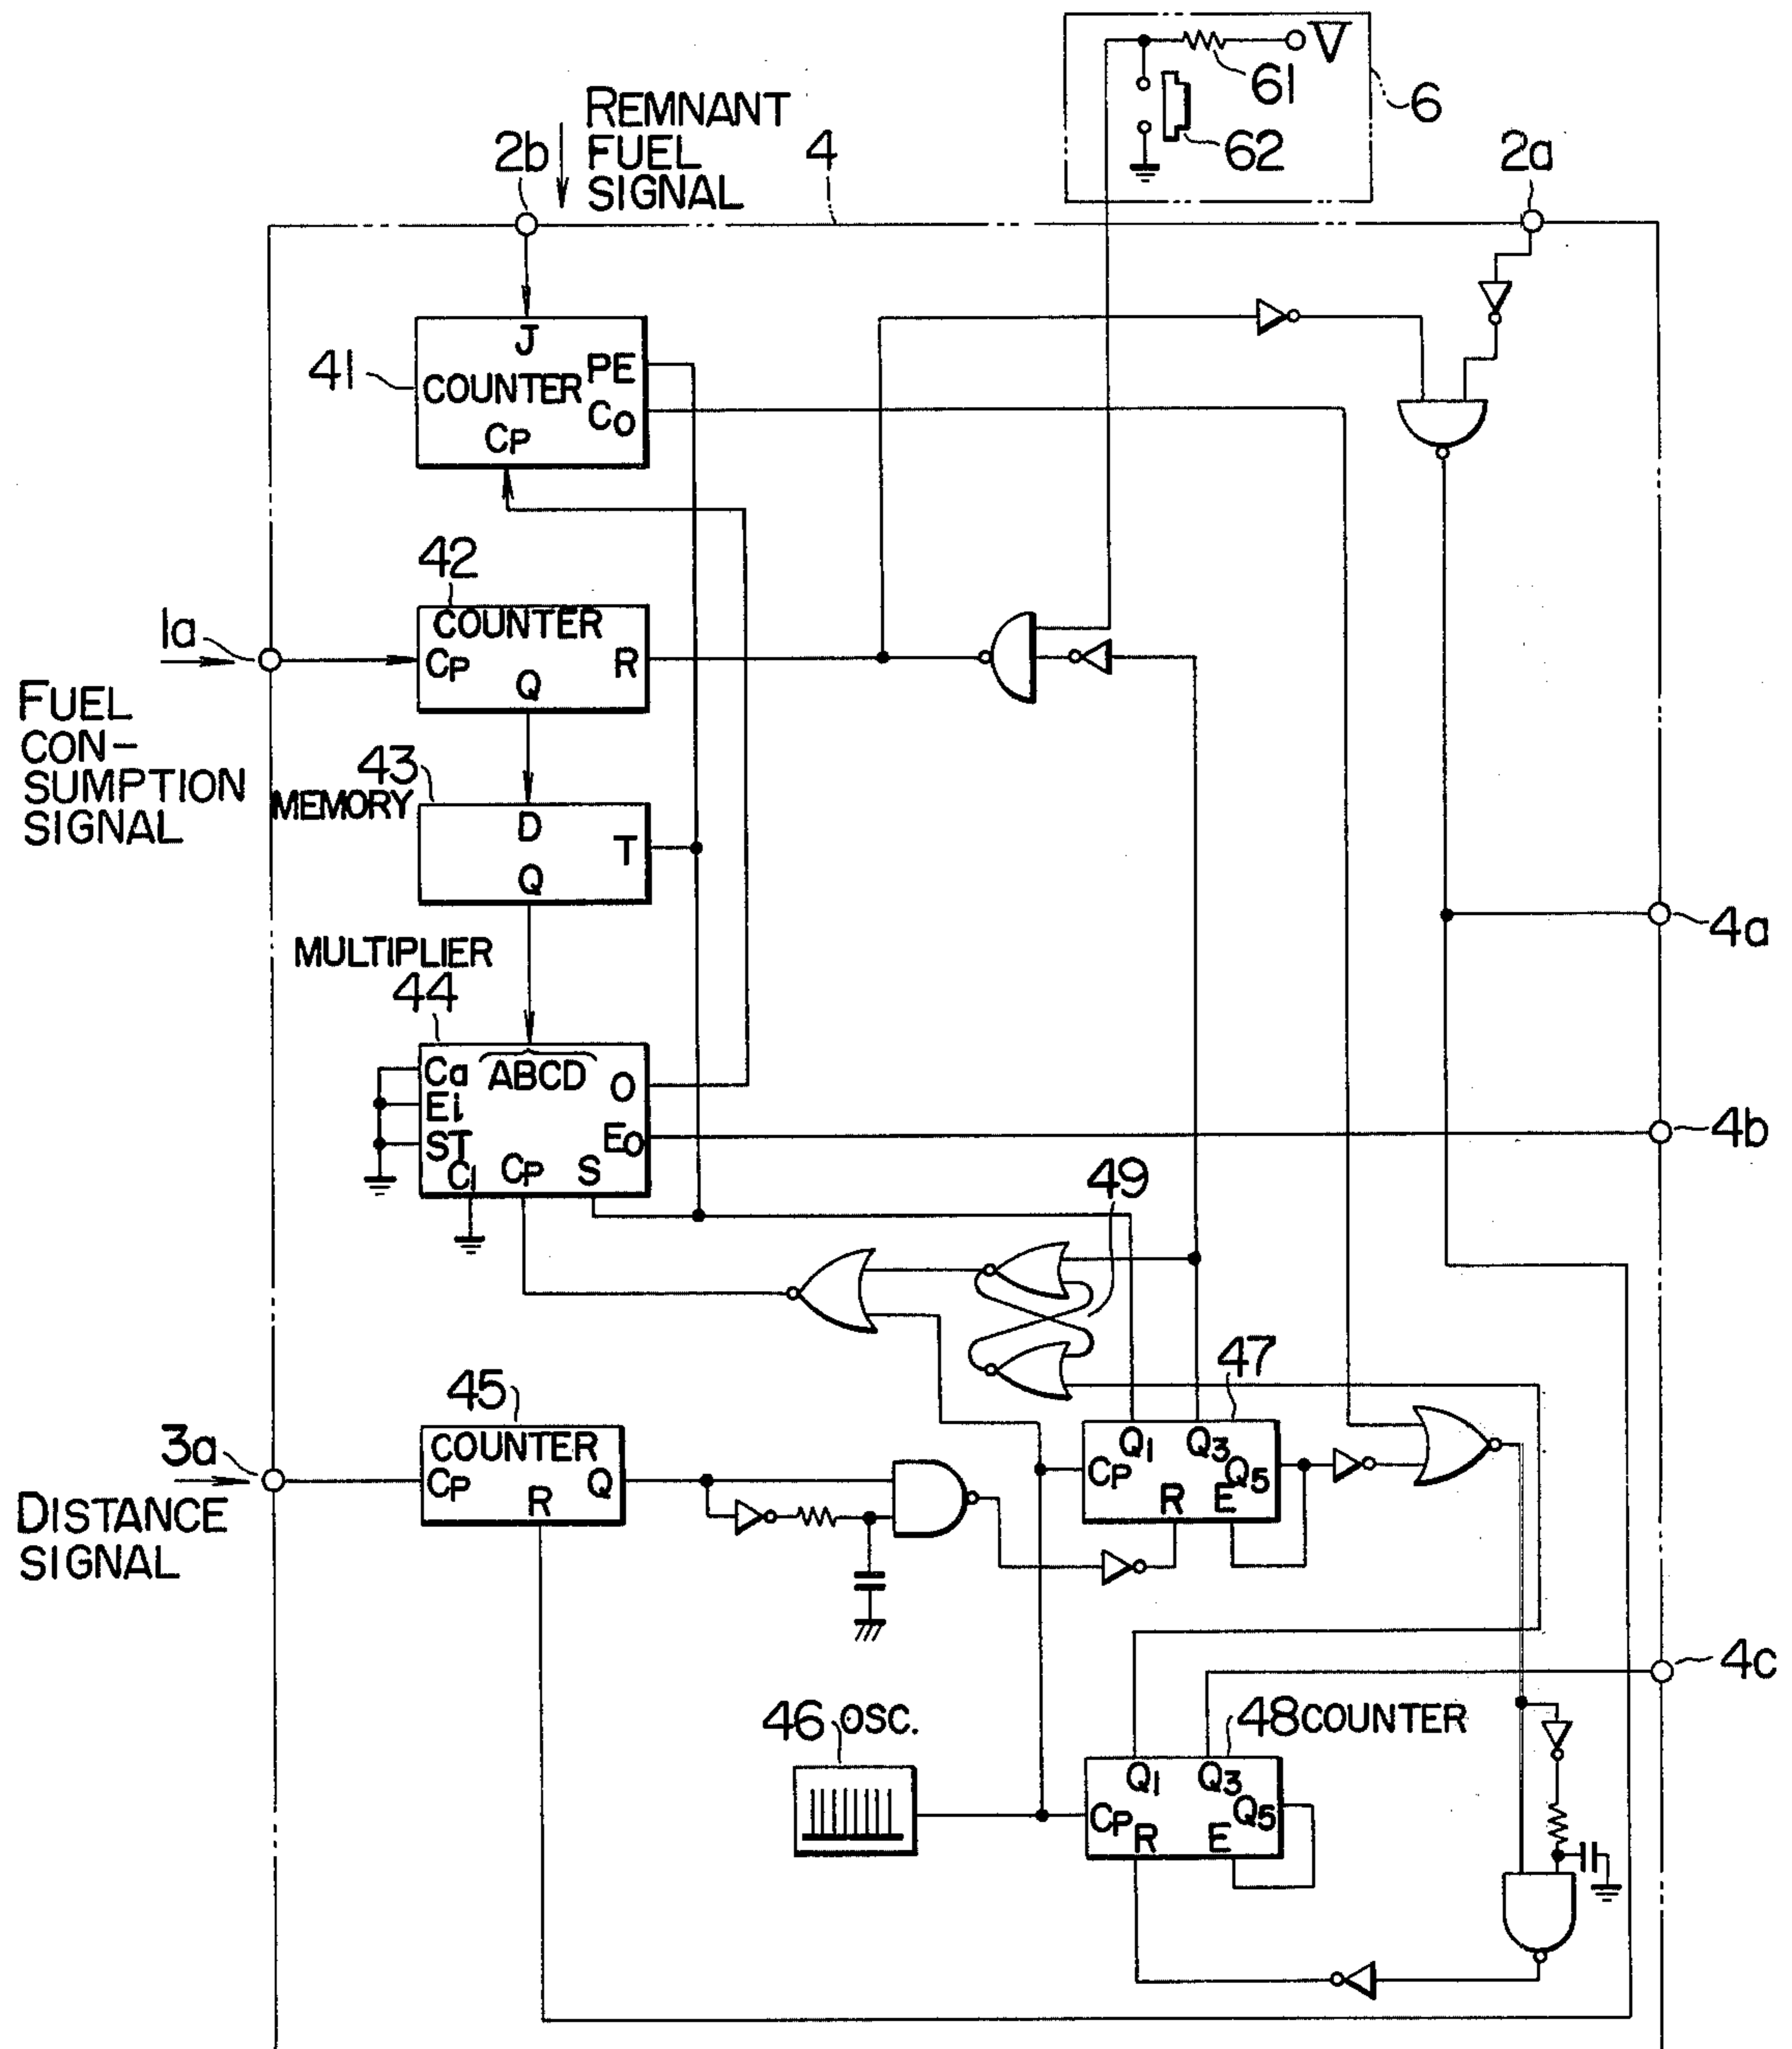 V
61
6
62
REMNANT
FUEL
SIGNAL
2b
4
2a
J
PE
41
COUNTER
Co
CP
42
COUNTER
1a
CP
R
Q
FUEL
CON-
SUMPTION
SIGNAL
43
MEMORY
D
T
Q
4a
MULTIPLIER
44
Ca
ABCD
O
Ei
ST
Eo
4b
Ci
CP
S
49
47
45
COUNTER
3a
CP
Q
R
Q1
Q3
Q5
CP
R
E
DISTANCE
SIGNAL
4c
46 OSC.
48 COUNTER
Q1
Q3
Q5
CP
R
E